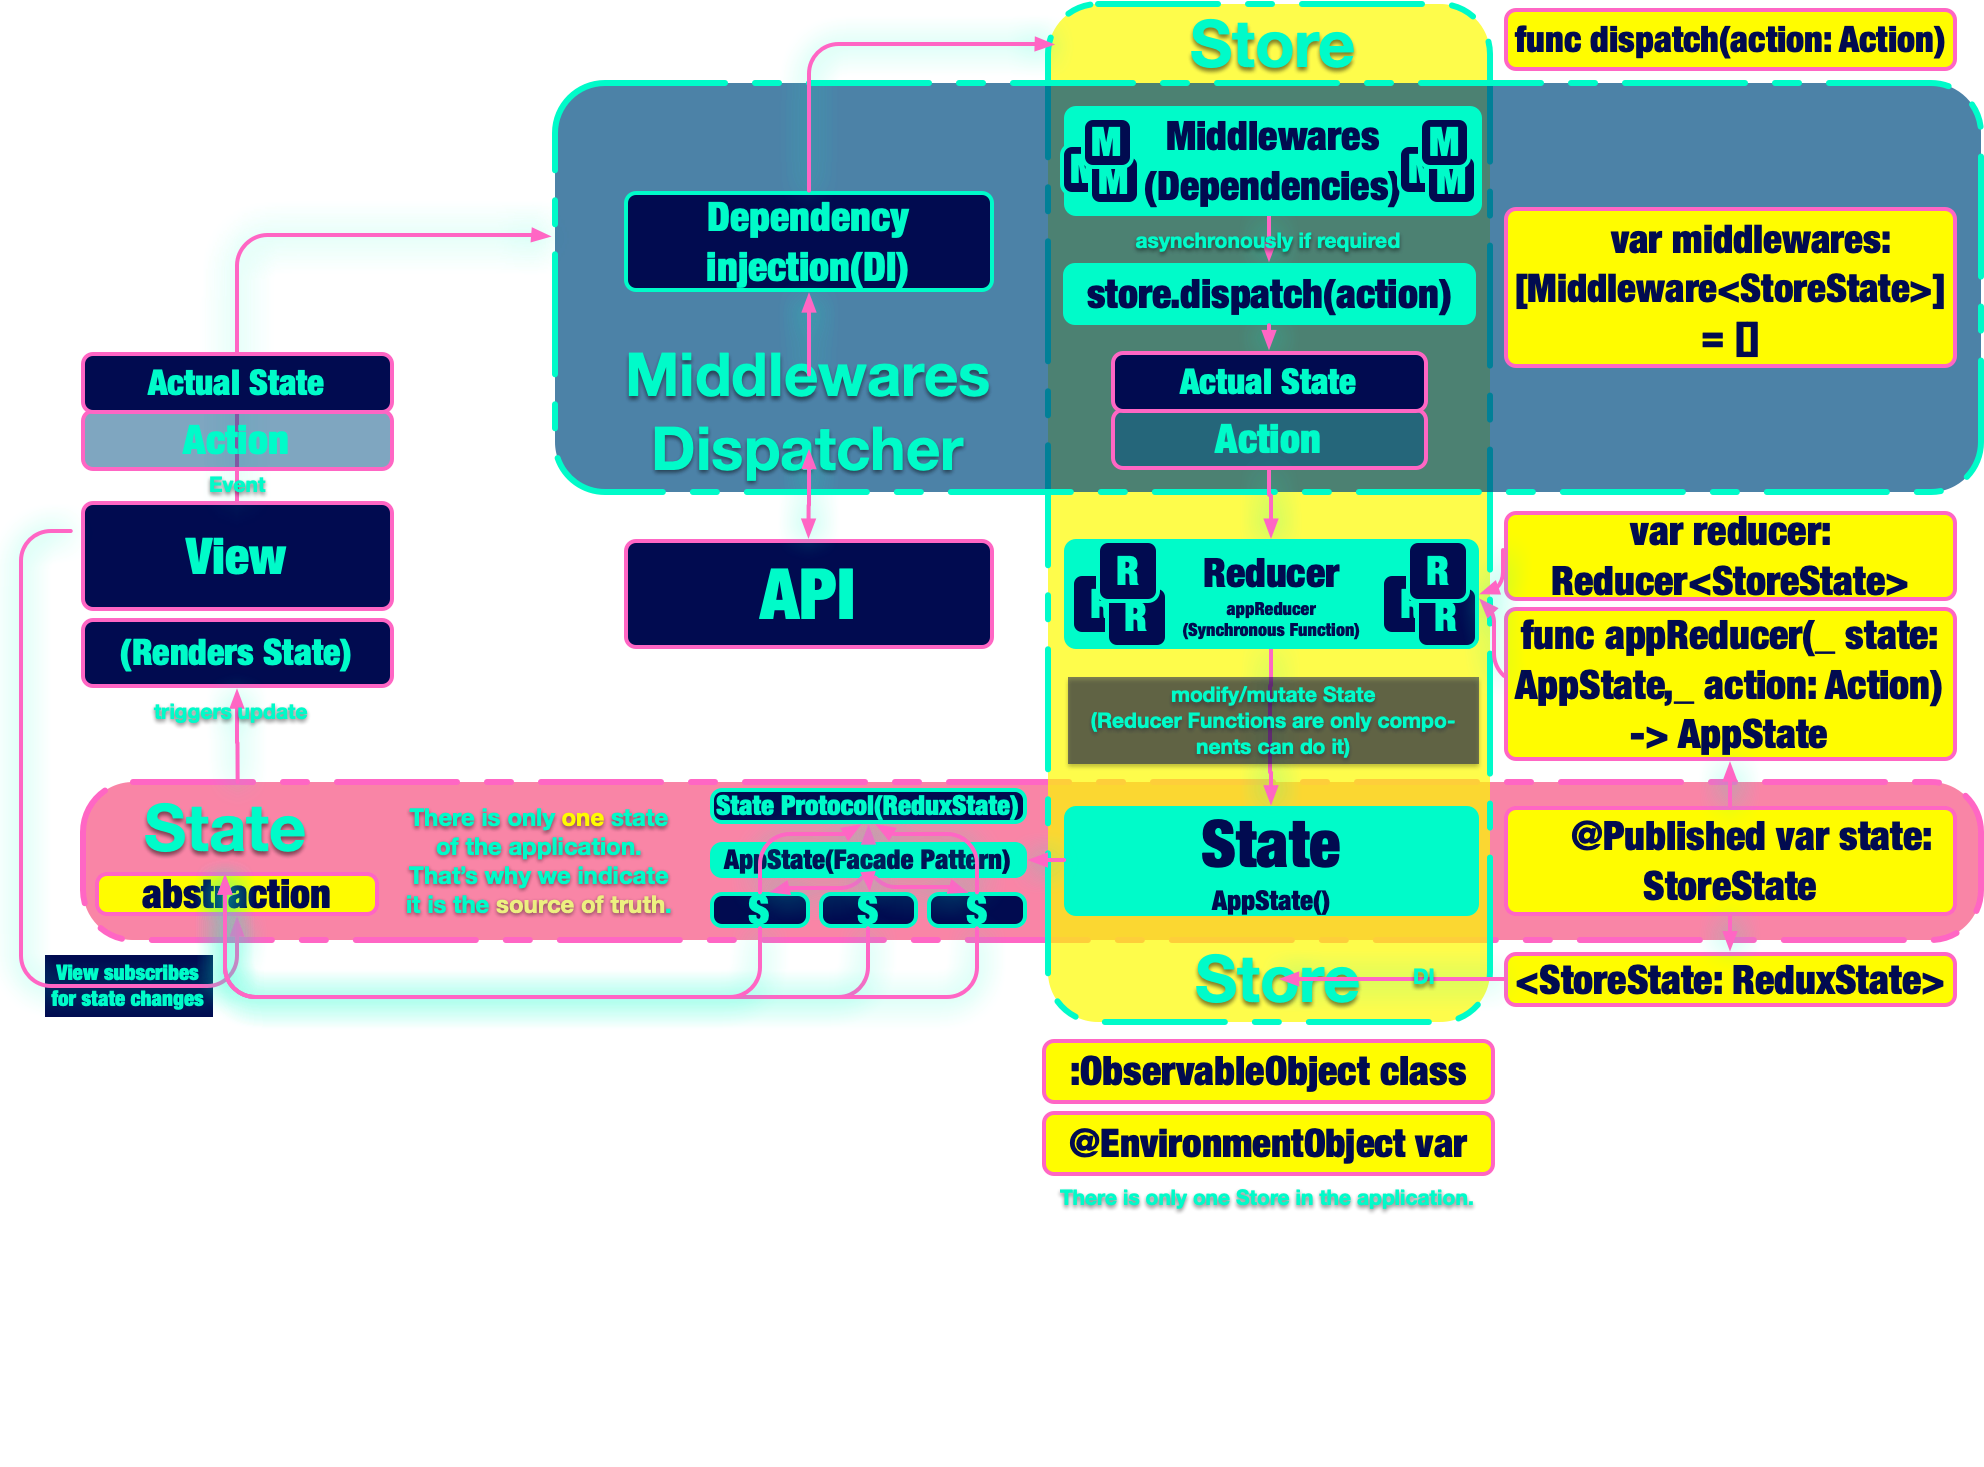 Store
func dispatch(action: Action)
M
M
Middlewares
(Dependencies)
M
M
Dependency
injection(DI)
asynchronously if required
store.dispatch(action)
var middlewares:
[Middleware<StoreState>]
= []
Middlewares
Dispatcher
Actual State
Action
Event
Actual State
Action
View
(Renders State)
triggers update
API
R
R
R
Reducer
appReducer
(Synchronous Function)
R
R
R
var reducer:
Reducer<StoreState>
func appReducer(_ state:
AppState,_ action: Action)
-> AppState
modify/mutate State
(Reducer Functions are only compo-
nents can do it)
State
abstraction
There is only one state
of the application.
That's why we indicate
it is the source of truth.
State Protocol(ReduxState)
AppState(Facade Pattern)
S
S
S
State
AppState()
@Published var state:
StoreState
View subscribes
for state changes
Store
DI
<StoreState: ReduxState>
:ObservableObject class
@EnvironmentObject var
There is only one Store in the application.